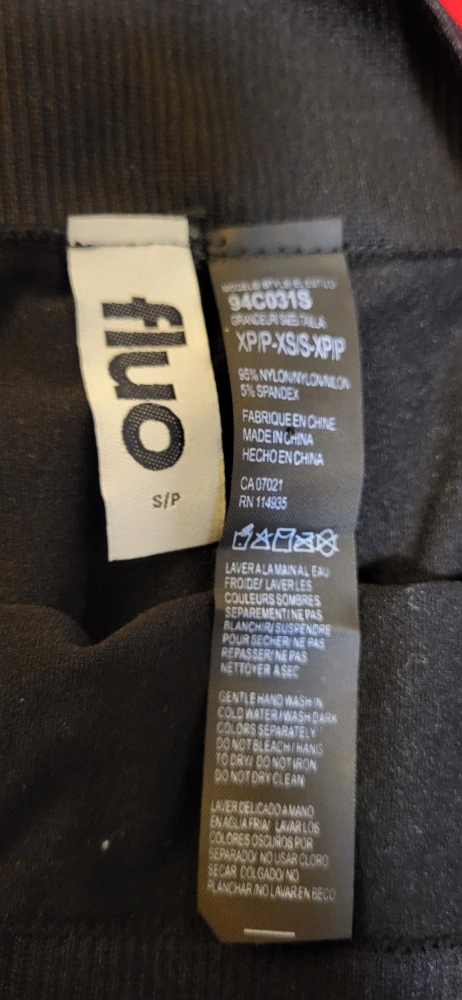 fluo
S/P
MODELE/STYLE/EL ESTILO
94C031S
GRANDEUR/SIZE/TALLA:
XP/P-XS/S-XP/P
95% NYLON/NYLON/NILON
5% SPANDEX
FABRIQUE EN CHINE
MADE IN CHINA
HECHO EN CHINA
CA 07021
RN 114935
LAVER A LA MAIN AL EAU
FROIDE/ LAVER LES
COULEURS SOMBRES
SEPAREMENT/ NE PAS
BLANCHIR/ SUSPENDRE
POUR SECHER/ NE PAS
REPASSER/ NE PAS
NETTOYER A SEC
GENTLE HAND WASH IN
COLD WATER/ WASH DARK
COLORS SEPARATELY/
DO NOT BLEACH/ HANG
TO DRY/ DO NOT IRON/
DO NOT DRY CLEAN
LAVER DELICADO A MANO
EN AGUA FRIA/ LAVAR LOS
COLORES OSCUROS POR
SEPARADO/ NO USAR CLORO
SECAR COLGADO/ NO
PLANCHAR /NO LAVAR EN BECO